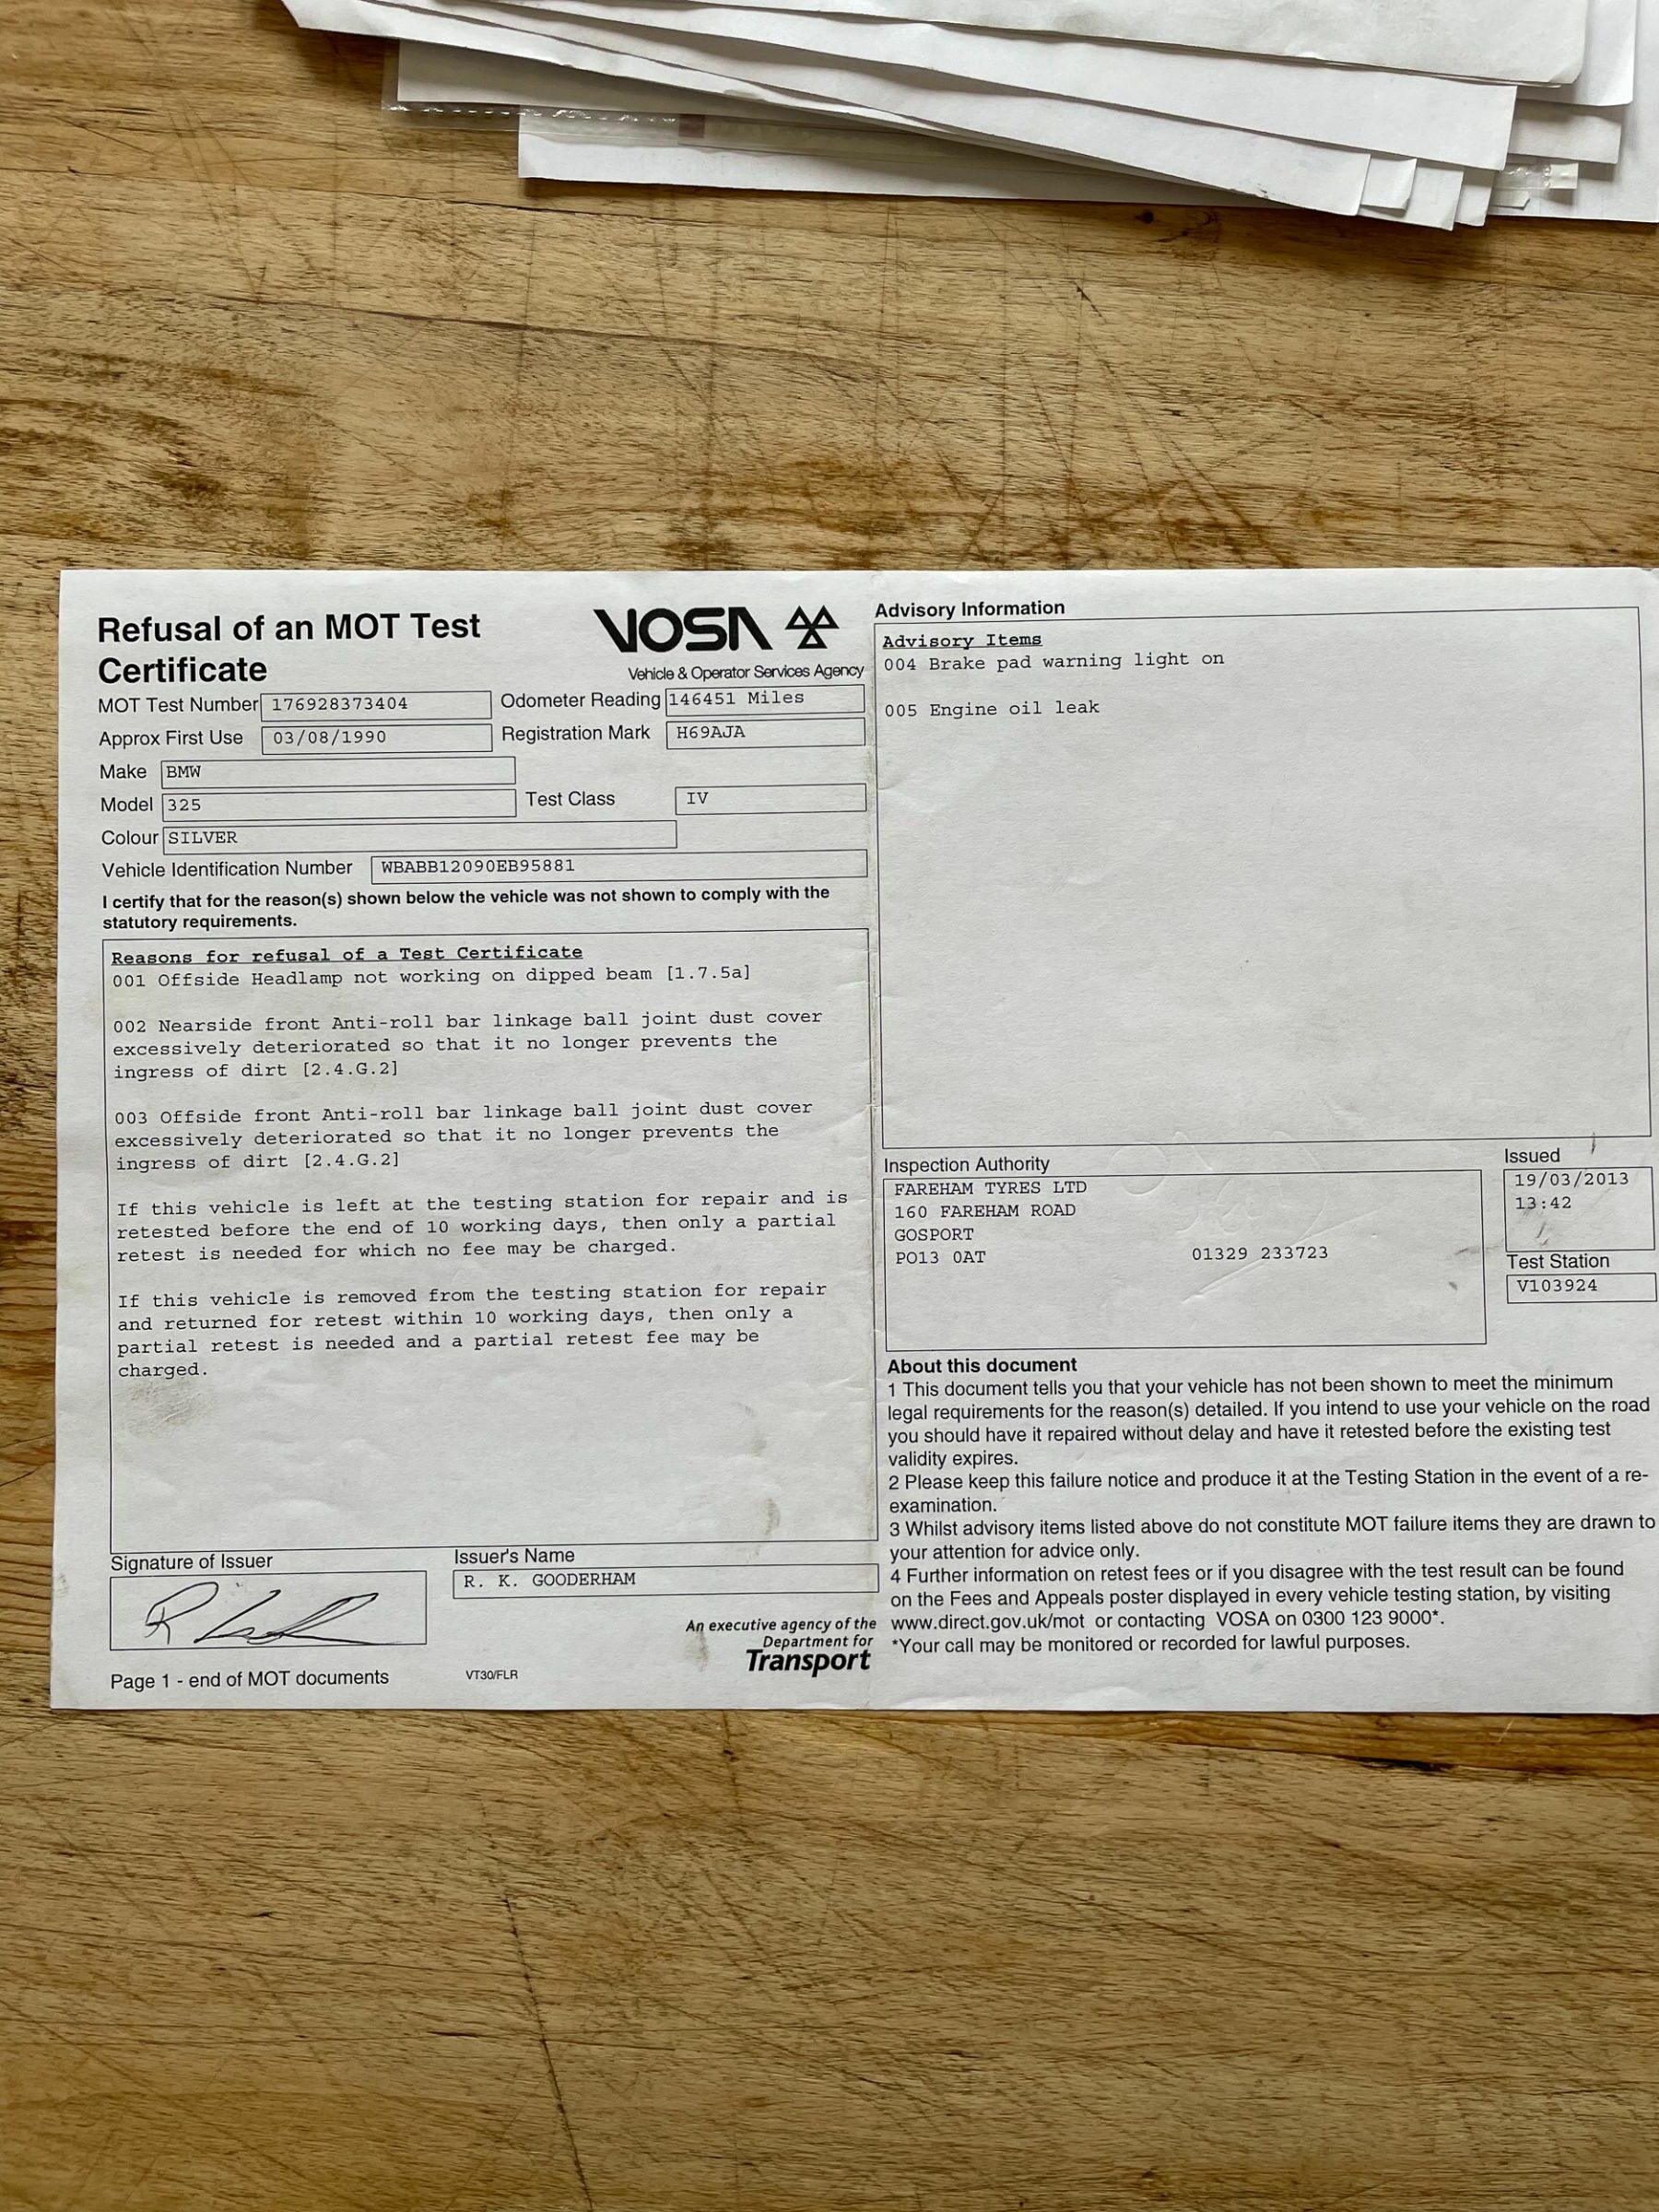 Refusal of an MOT Test
Certificate
VOSA
Vehicle & Operator Services Agency
MOT Test Number 176928373404
Odometer Reading 146451 Miles
Approx First Use 03/08/1990
Registration Mark H69AJA
Make BMW
Model 325
Test Class IV
Colour SILVER
Vehicle Identification Number WBABB12090EB95881
I certify that for the reason(s) shown below the vehicle was not shown to comply with the
statutory requirements.
Reasons for refusal of a Test Certificate
001 Offside Headlamp not working on dipped beam [1.7.5a]
002 Nearside front Anti-roll bar linkage ball joint dust cover
excessively deteriorated so that it no longer prevents the
ingress of dirt [2.4.G.2]
003 Offside front Anti-roll bar linkage ball joint dust cover
excessively deteriorated so that it no longer prevents the
ingress of dirt [2.4.G.2]
If this vehicle is left at the testing station for repair and is
retested before the end of 10 working days, then only a partial
retest is needed for which no fee may be charged.
If this vehicle is removed from the testing station for repair
and returned for retest within 10 working days, then only a
partial retest is needed and a partial retest fee may be
charged.
Signature of Issuer
Issuer's Name
R. K. GOODERHAM
An executive agency of the
Department for
Transport
Page 1 - end of MOT documents
VT30/FLR
Advisory Information
Advisory Items
004 Brake pad warning light on
005 Engine oil leak
Inspection Authority
FAREHAM TYRES LTD
160 FAREHAM ROAD
GOSPORT
PO13 0AT 01329 233723
Issued
19/03/2013
13:42
Test Station
V103924
About this document
1 This document tells you that your vehicle has not been shown to meet the minimum
legal requirements for the reason(s) detailed. If you intend to use your vehicle on the road
you should have it repaired without delay and have it retested before the existing test
validity expires.
2 Please keep this failure notice and produce it at the Testing Station in the event of a re-
examination.
3 Whilst advisory items listed above do not constitute MOT failure items they are drawn to
your attention for advice only.
4 Further information on retest fees or if you disagree with the test result can be found
on the Fees and Appeals poster displayed in every vehicle testing station, by visiting
www.direct.gov.uk/mot or contacting VOSA on 0300 123 9000*.
*Your call may be monitored or recorded for lawful purposes.